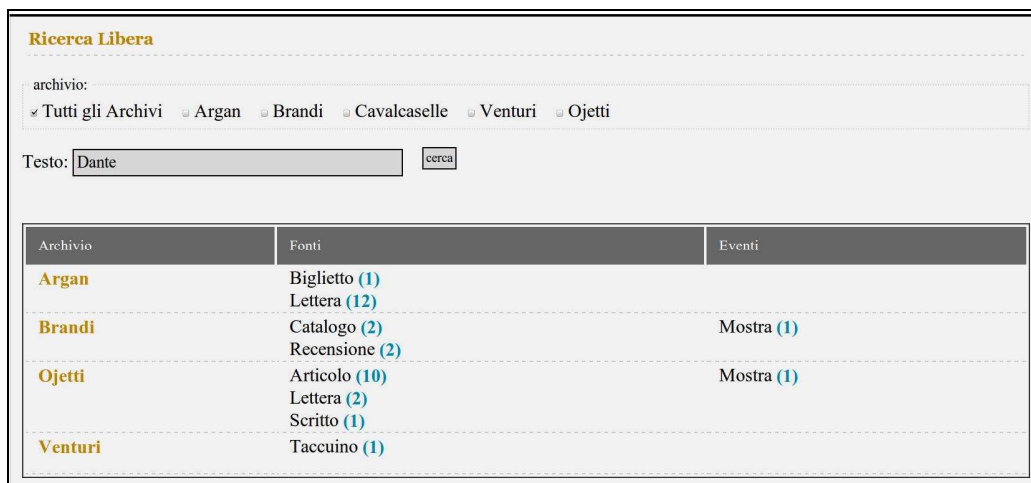 Ricerca Libera
archivio:
Tutti gli Archivi Argan Brandi Cavalcaselle Venturi Ojetti
Testo: Dante cerca
Archivio Fonti Eventi
Argan Biglietto (1)
Lettera (12)
Brandi Catalogo (2) Mostra (1)
Recensione (2)
Ojetti Articolo (10) Mostra (1)
Lettera (2)
Scritto (1)
Venturi Taccuino (1)